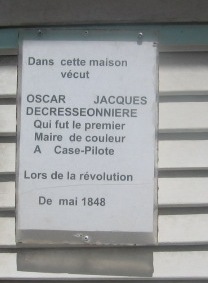 Dans cette maison
vécut
OSCAR JACQUES
DECRESSEONNIERE
Qui fut le premier
Maire de couleur
A Case-Pilote
Lors de la révolution
De mai 1848